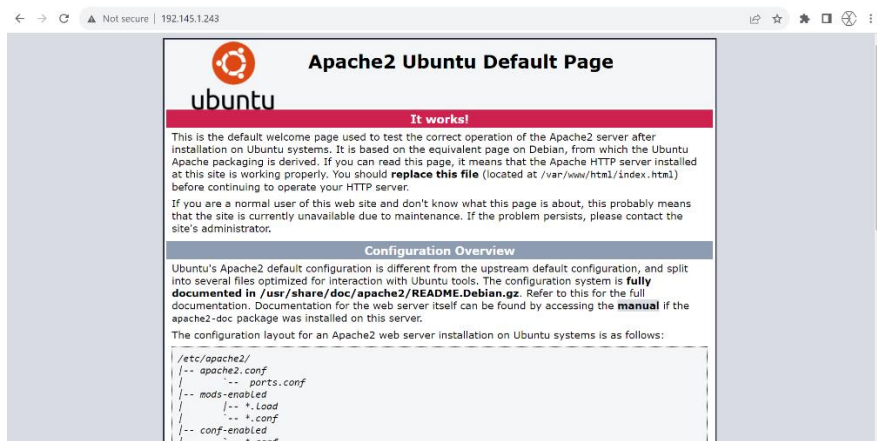 Not secure | 192.145.1.243
Apache2 Ubuntu Default Page
ubuntu
It works!
This is the default welcome page used to test the correct operation of the Apache2 server after
installation on Ubuntu systems. It is based on the equivalent page on Debian, from which the Ubuntu
Apache packaging is derived. If you can read this page, it means that the Apache HTTP server installed
at this site is working properly. You should replace this file (located at /var/www/html/index.html)
before continuing to operate your HTTP server.
If you are a normal user of this web site and don't know what this page is about, this probably means
that the site is currently unavailable due to maintenance. If the problem persists, please contact the
site's administrator.
Configuration Overview
Ubuntu's Apache2 default configuration is different from the upstream default configuration, and split
into several files optimized for interaction with Ubuntu tools. The configuration system is fully
documented in /usr/share/doc/apache2/README.Debian.gz. Refer to this for the full
documentation. Documentation for the web server itself can be found by accessing the manual if the
apache2-doc package was installed on this server.
The configuration layout for an Apache2 web server installation on Ubuntu systems is as follows:
/etc/apache2/
|-- apache2.conf
|       `--  ports.conf
|-- mods-enabled
|       |-- *.load
|       `-- *.conf
|-- conf-enabled